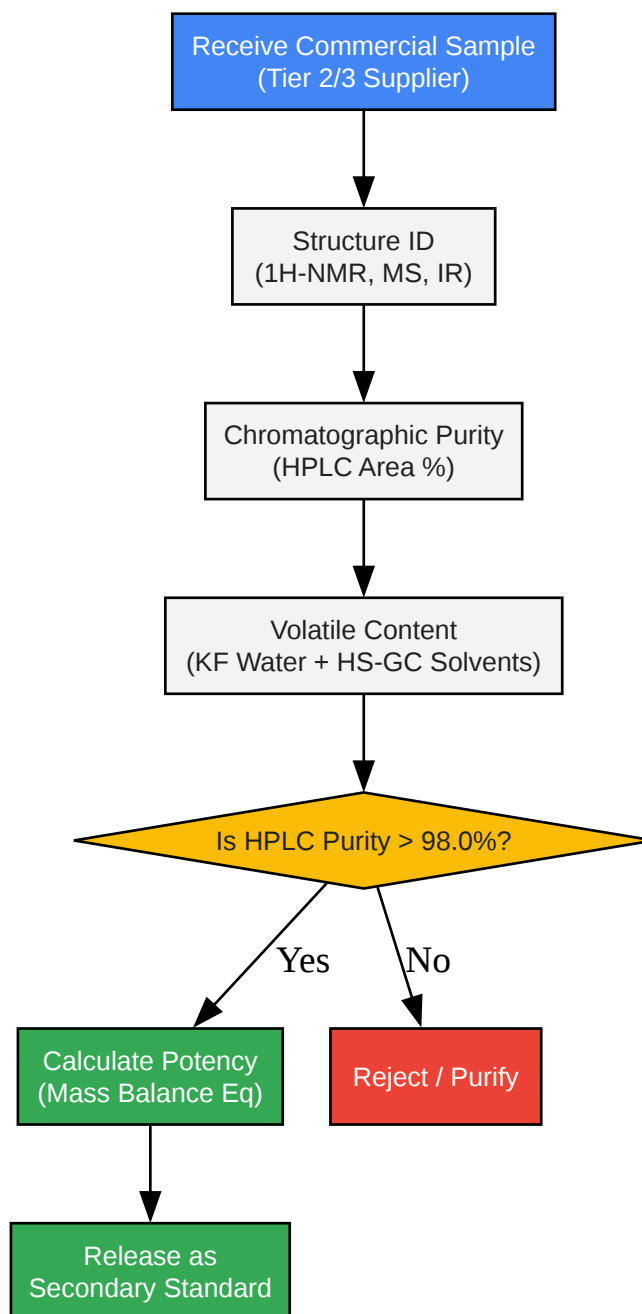 Receive Commercial Sample
(Tier 2/3 Supplier)
Structure ID
(1H-NMR, MS, IR)
Chromatographic Purity
(HPLC Area %)
Volatile Content
(KF Water + HS-GC Solvents)
Is HPLC Purity > 98.0%?
Yes
No
Calculate Potency
(Mass Balance Eq)
Reject / Purify
Release as
Secondary Standard